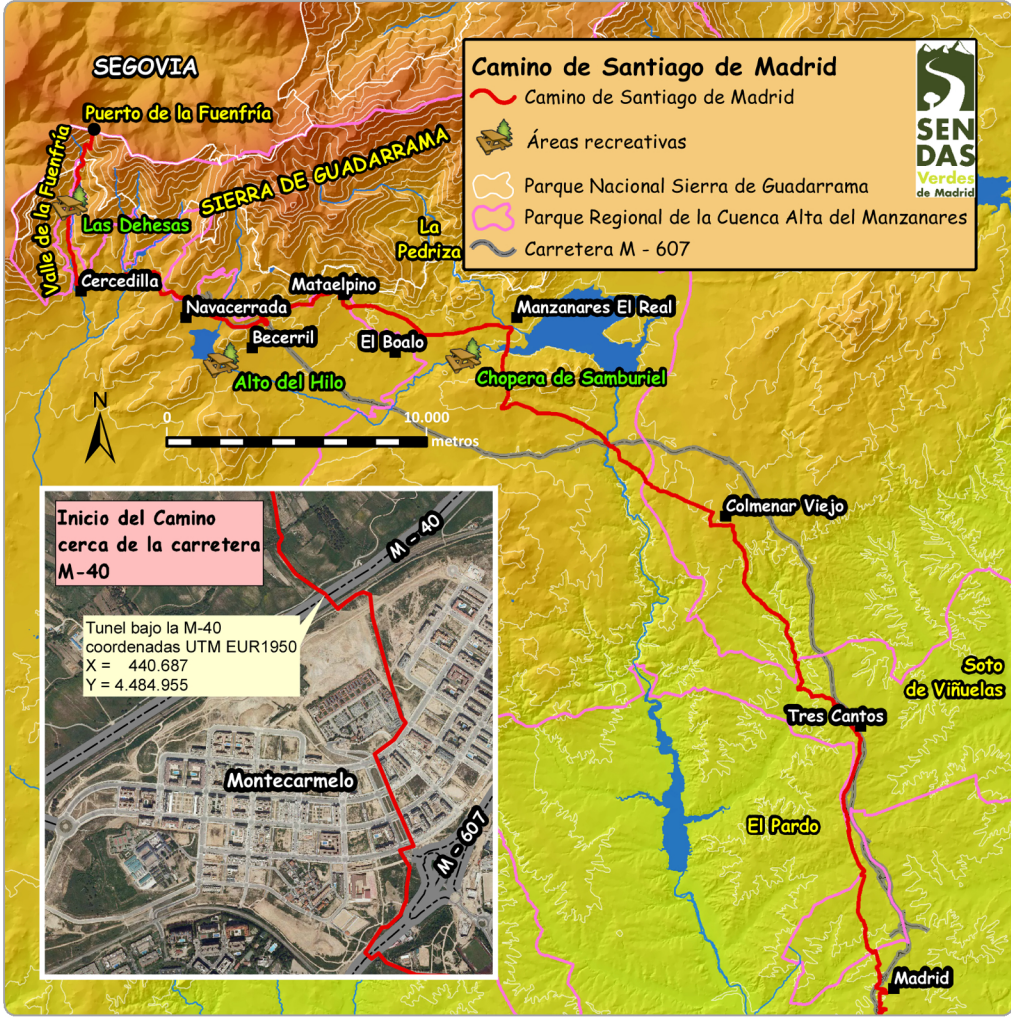 SEGOVIA
Puerto de la Fuenfría
Valle de la Fuenfría
SIERRA DE GUADARRAMA
Las Dehesas
La
Pedriza
Camino de Santiago de Madrid
Camino de Santiago de Madrid
Áreas recreativas
Parque Nacional Sierra de Guadarrama
Parque Regional de la Cuenca Alta del Manzanares
Carretera M - 607
SEN
DAS
Verdes
de Madrid
Cercedilla
Mataelpino
Navacerrada
Manzanares El Real
Becerril
El Boalo
Alto del Hilo
Chopera de Samburiel
N
0
10.000
metros
Colmenar Viejo
Soto
de Viñuelas
Tres Cantos
El Pardo
Madrid
Inicio del Camino
cerca de la carretera
M-40
M - 40
Tunel bajo la M-40
coordenadas UTM EUR1950
X = 440.687
Y = 4.484.955
Montecarmelo
M - 607